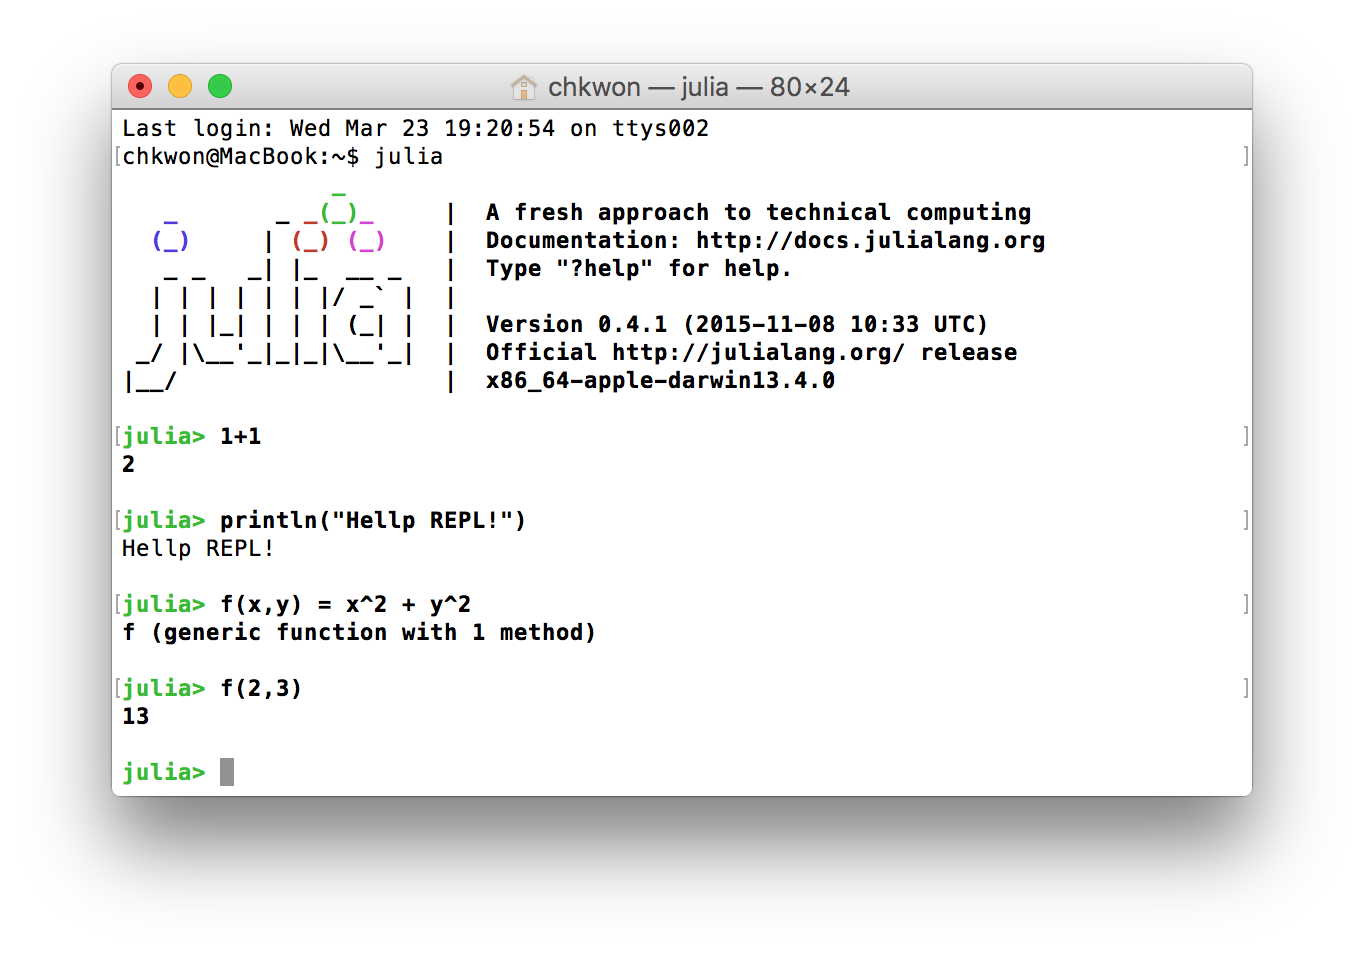 chkwon — julia — 80×24
Last login: Wed Mar 23 19:20:54 on ttys002
[chkwon@MacBook:~$ julia ]
               _
   _       _ _(_)_     |  A fresh approach to technical computing
  (_)     | (_) (_)    |  Documentation: http://docs.julialang.org
   _ _   _| |_  __ _   |  Type "?help" for help.
  | | | | | | |/ _` |  |
  | | |_| | | | (_| |  |  Version 0.4.1 (2015-11-08 10:33 UTC)
 _/ |\__'_|_|_|\__'_|  |  Official http://julialang.org/ release
|__/                   |  x86_64-apple-darwin13.4.0
[julia> 1+1 ]
2
[julia> println("Hellp REPL!") ]
Hellp REPL!
[julia> f(x,y) = x^2 + y^2 ]
f (generic function with 1 method)
[julia> f(2,3) ]
13
julia>